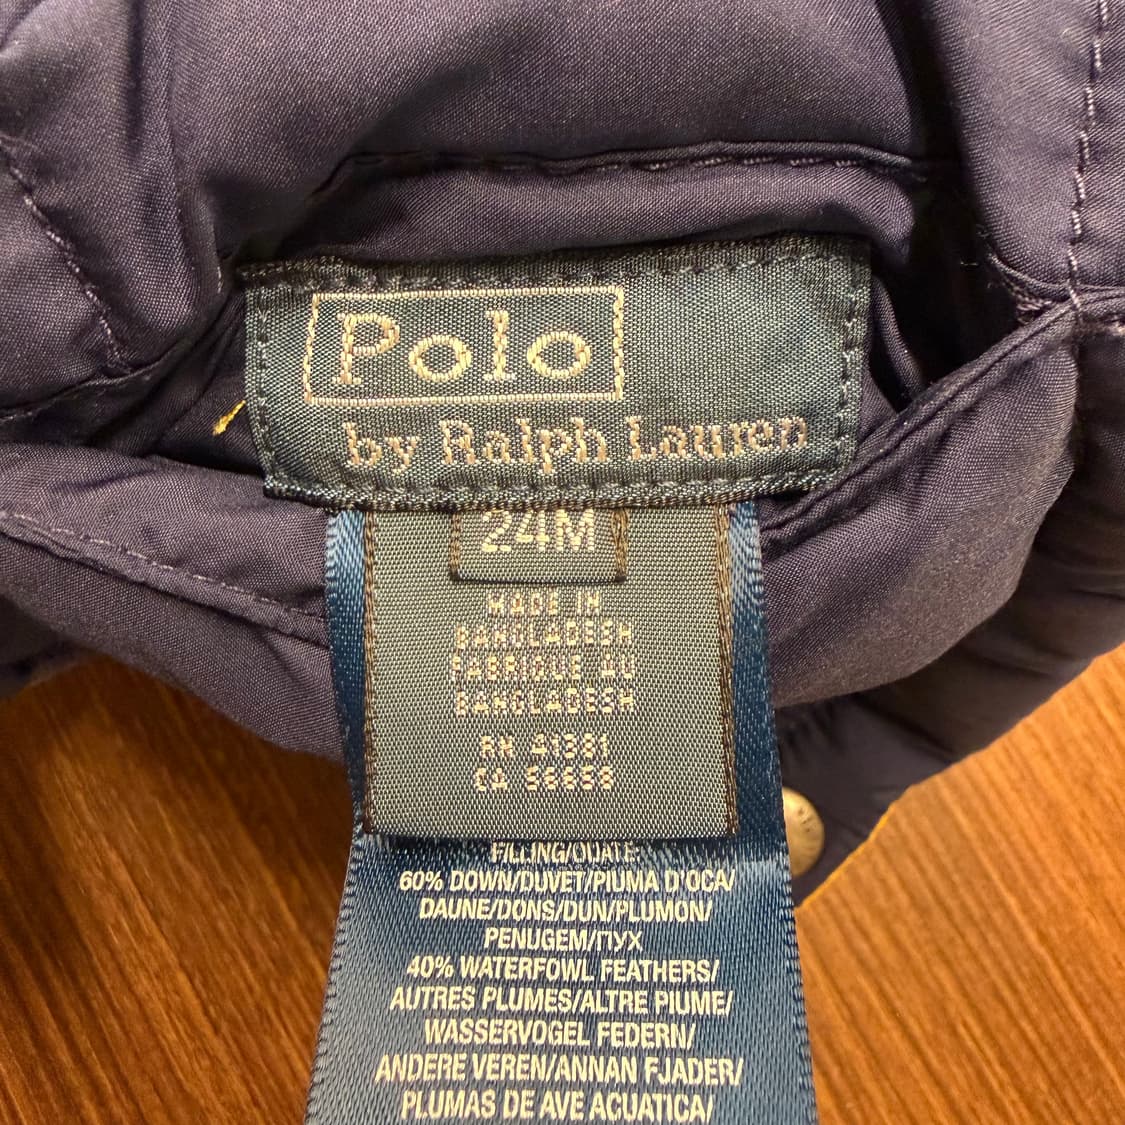 Polo
by Ralph Lauren
24M
MADE IN
BANGLADESH
FABRIQUE AU
BANGLADESH
RN 41381
CA 56658
FILLING/OUATE
60% DOWN/DUVET/PIUMA D'OCA/
DAUNE/DONS/DUN/PLUMON/
PENUGEM/ПУХ
40% WATERFOWL FEATHERS/
AUTRES PLUMES/ALTRE PIUME/
WASSERVOGEL FEDERN/
ANDERE VEREN/ANNAN FJADER/
PLUMAS DE AVE ACUATICA/